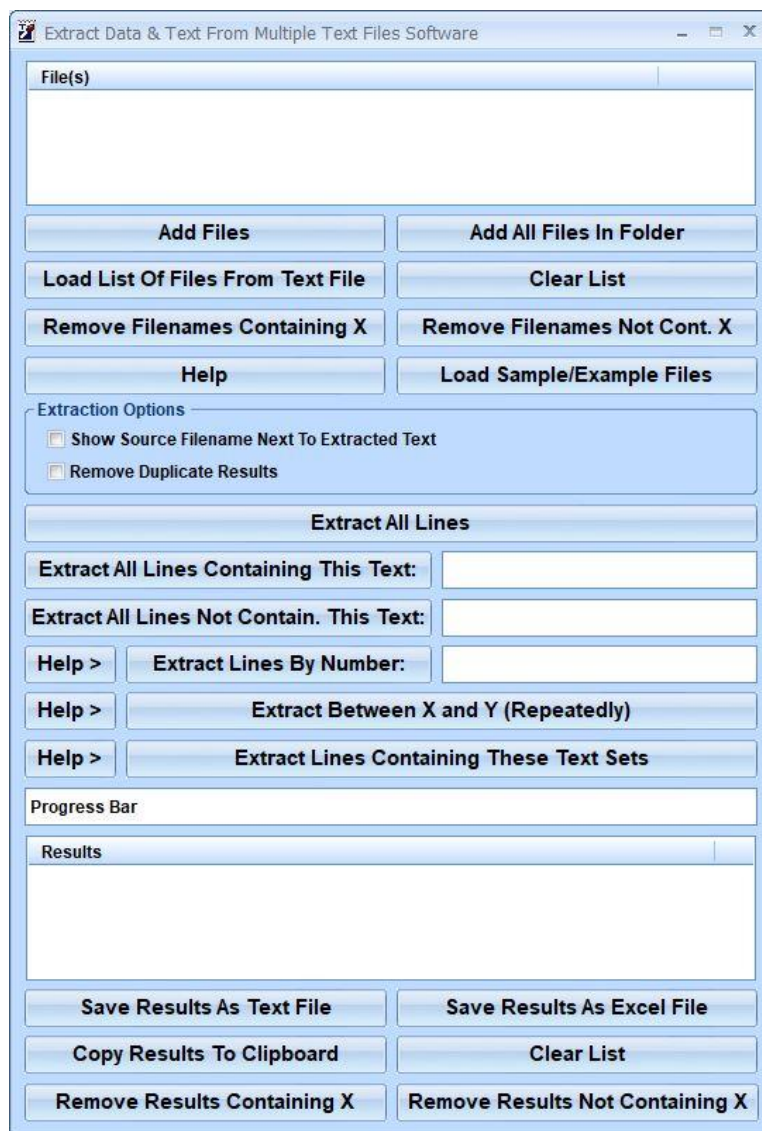 Extract Data & Text From Multiple Text Files Software
File(s)
Add Files
Add All Files In Folder
Load List Of Files From Text File
Clear List
Remove Filenames Containing X
Remove Filenames Not Cont. X
Help
Load Sample/Example Files
Extraction Options
Show Source Filename Next To Extracted Text
Remove Duplicate Results
Extract All Lines
Extract All Lines Containing This Text:
Extract All Lines Not Contain. This Text:
Help >
Extract Lines By Number:
Help >
Extract Between X and Y (Repeatedly)
Help >
Extract Lines Containing These Text Sets
Progress Bar
Results
Save Results As Text File
Save Results As Excel File
Copy Results To Clipboard
Clear List
Remove Results Containing X
Remove Results Not Containing X